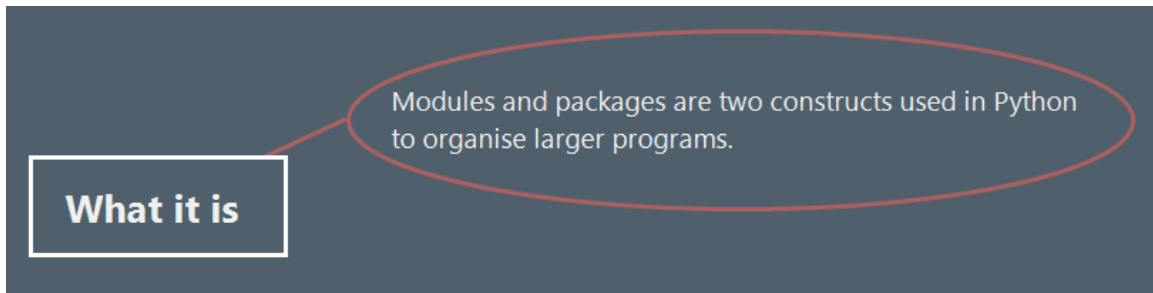 Modules and packages are two constructs used in Python
to organise larger programs.
What it is